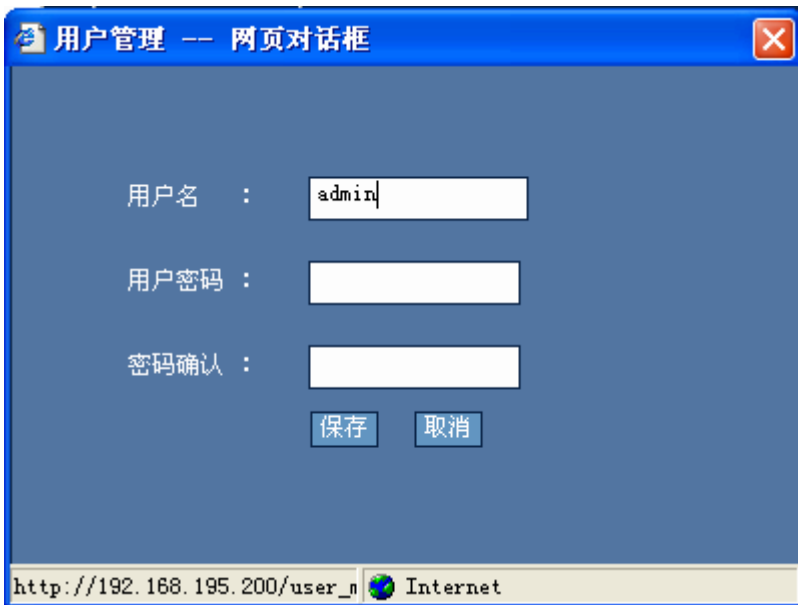 用户管理 -- 网页对话框
用户名 : admin
用户密码 :
密码确认 :
保存 取消
http://192.168.195.200/user_ Internet